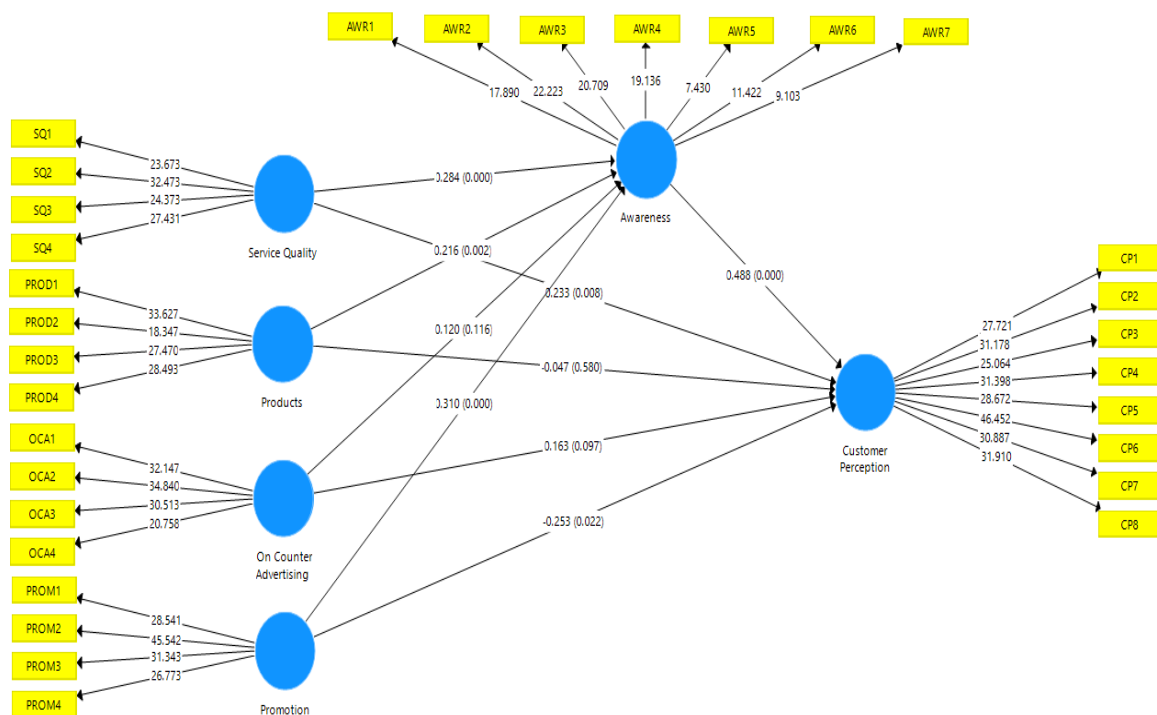 AWR1
AWR2
AWR3
AWR4
AWR5
AWR6
AWR7
17.890
22.223
20.709
19.136
7.430
11.422
9.103
SQ1
SQ2
SQ3
SQ4
23.673
32.473
24.373
27.431
Service Quality
PROD1
PROD2
PROD3
PROD4
33.627
18.347
27.470
28.493
Products
OCA1
OCA2
OCA3
OCA4
32.147
34.840
30.513
20.758
On Counter
Advertising
PROM1
PROM2
PROM3
PROM4
28.541
45.542
31.343
26.773
Promotion
0.284 (0.000)
0.216 (0.002)
0.233 (0.008)
0.120 (0.116)
-0.047 (0.580)
0.310 (0.000)
0.163 (0.097)
-0.253 (0.022)
Awareness
0.488 (0.000)
Customer
Perception
27.721
31.178
25.064
31.398
28.672
46.452
30.887
31.910
CP1
CP2
CP3
CP4
CP5
CP6
CP7
CP8